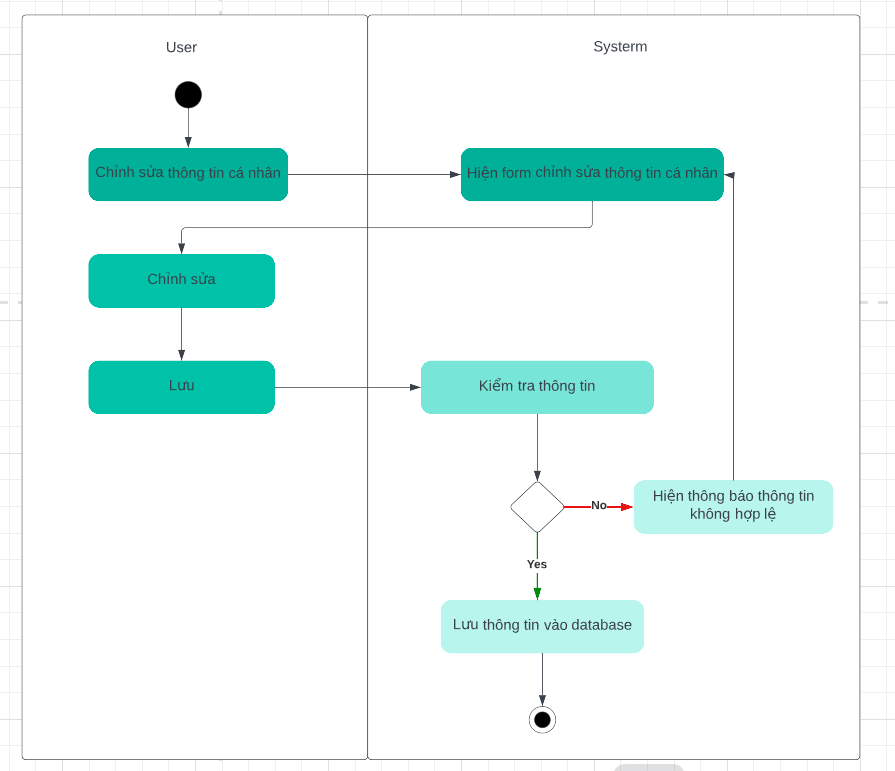 User
Systerm
Chỉnh sửa thông tin cá nhân
Hiện form chỉnh sửa thông tin cá nhân
Chỉnh sửa
Lưu
Kiểm tra thông tin
No
Hiện thông báo thông tin
không hợp lệ
Yes
Lưu thông tin vào database